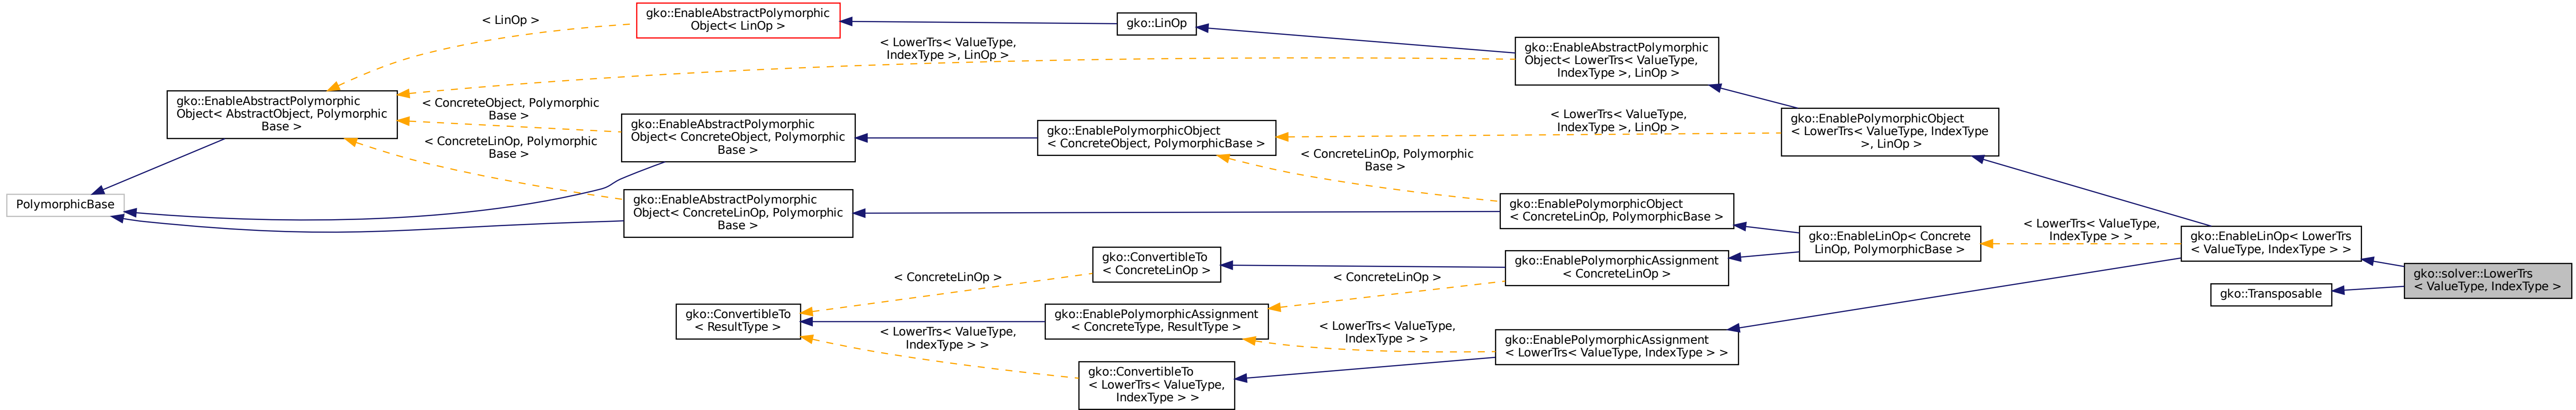 gko::EnableAbstractPolymorphic
Object< LinOp >
< LinOp >
gko::LinOp
< LowerTrs< ValueType,
IndexType >, LinOp >
gko::EnableAbstractPolymorphic
Object< LowerTrs< ValueType,
IndexType >, LinOp >
gko::EnableAbstractPolymorphic
Object< AbstractObject, Polymorphic
Base >
< ConcreteObject, Polymorphic
Base >
< ConcreteLinOp, Polymorphic
Base >
gko::EnableAbstractPolymorphic
Object< ConcreteObject, Polymorphic
Base >
gko::EnablePolymorphicObject
< ConcreteObject, PolymorphicBase >
< LowerTrs< ValueType,
IndexType >, LinOp >
gko::EnablePolymorphicObject
< LowerTrs< ValueType, IndexType
>, LinOp >
< ConcreteLinOp, Polymorphic
Base >
PolymorphicBase
gko::EnableAbstractPolymorphic
Object< ConcreteLinOp, Polymorphic
Base >
gko::EnablePolymorphicObject
< ConcreteLinOp, PolymorphicBase >
gko::EnableLinOp< Concrete
LinOp, PolymorphicBase >
< LowerTrs< ValueType,
IndexType > >
gko::EnableLinOp< LowerTrs
< ValueType, IndexType > >
gko::solver::LowerTrs
< ValueType, IndexType >
gko::Transposable
gko::ConvertibleTo
< ConcreteLinOp >
gko::EnablePolymorphicAssignment
< ConcreteLinOp >
< ConcreteLinOp >
< ConcreteLinOp >
gko::ConvertibleTo
< ResultType >
gko::EnablePolymorphicAssignment
< ConcreteType, ResultType >
< LowerTrs< ValueType,
IndexType > >
< LowerTrs< ValueType,
IndexType > >
gko::EnablePolymorphicAssignment
< LowerTrs< ValueType, IndexType > >
gko::ConvertibleTo
< LowerTrs< ValueType,
IndexType > >